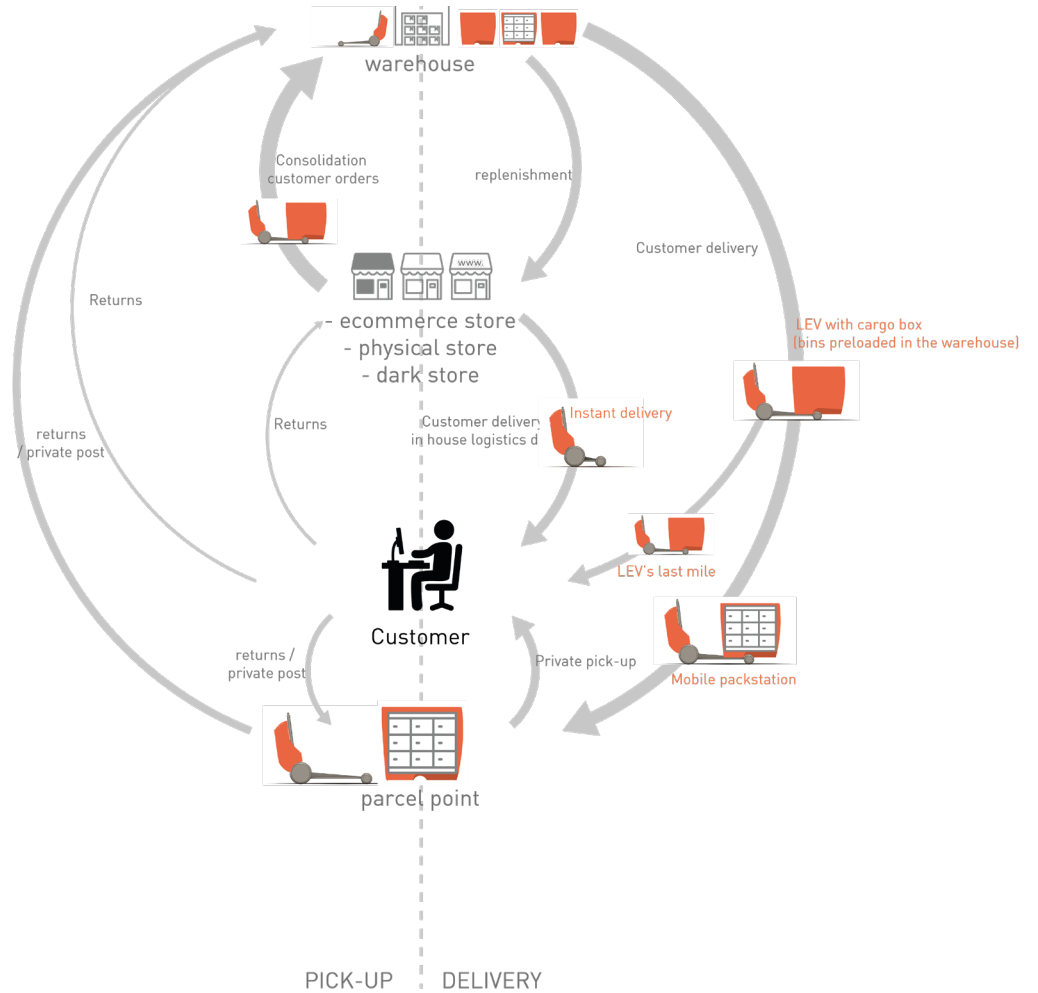 warehouse
Consolidation
customer orders
replenishment
Customer delivery
www.
Returns
- ecommerce store
- physical store
- dark store
LEV with cargo box
(bins preloaded in the warehouse)
Returns
Customer delivery
in house logistics d
Instant delivery
returns
/ private post
LEV's last mile
Customer
returns /
private post
Private pick-up
Mobile packstation
parcel point
PICK-UP
DELIVERY